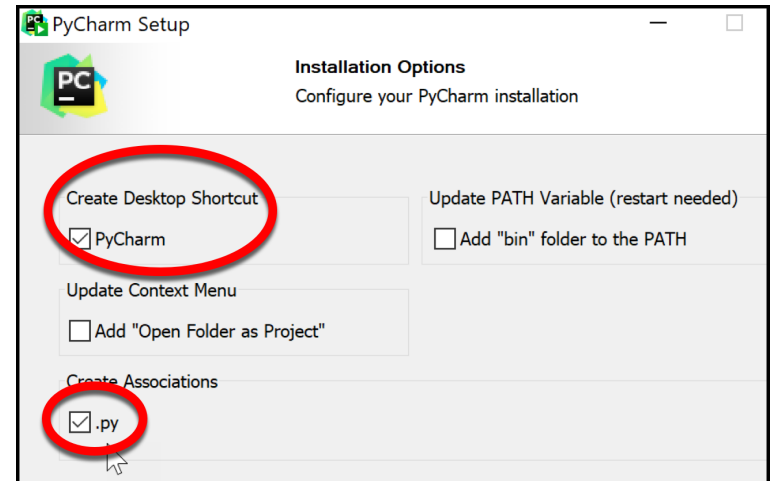 PyCharm Setup
PC
Installation Options
Configure your PyCharm installation
Create Desktop Shortcut
PyCharm
Update PATH Variable (restart needed)
Add "bin" folder to the PATH
Update Context Menu
Add "Open Folder as Project"
Create Associations
.py